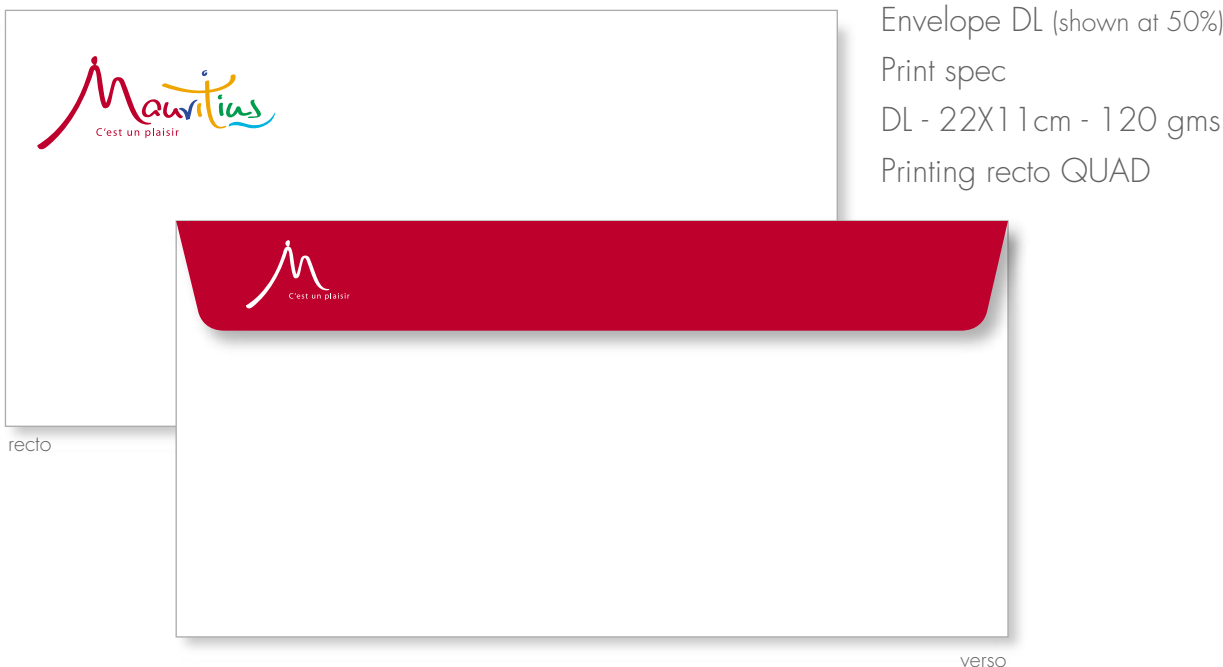 Mauritius
C'est un plaisir
Envelope DL (shown at 50%)
Print spec
DL - 22X11cm - 120 gms
Printing recto QUAD
M
C'est un plaisir
recto
verso